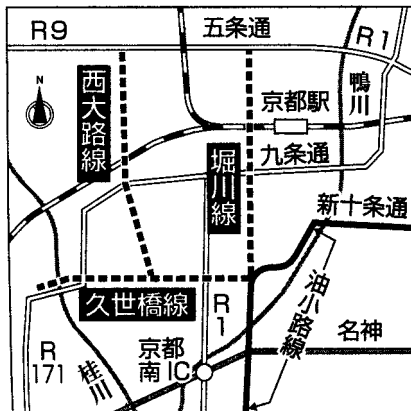 R9
五条通
R1
N
西大路線
京都駅
鴨川
九条通
堀川線
新十条通
久世橋線
R
1
油小路線
名神
R
171
桂川
京都
南IC